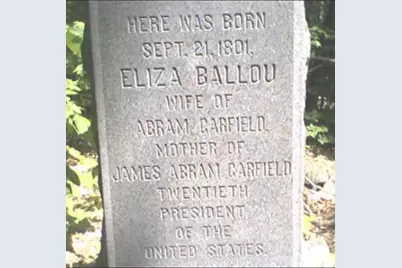 HERE WAS BORN
SEPT. 21, 1801,
ELIZA BALLOU
WIFE OF
ABRAM GARFIELD,
MOTHER OF
JAMES ABRAM GARFIELD
TWENTIETH
PRESIDENT
OF THE
UNITED STATES.